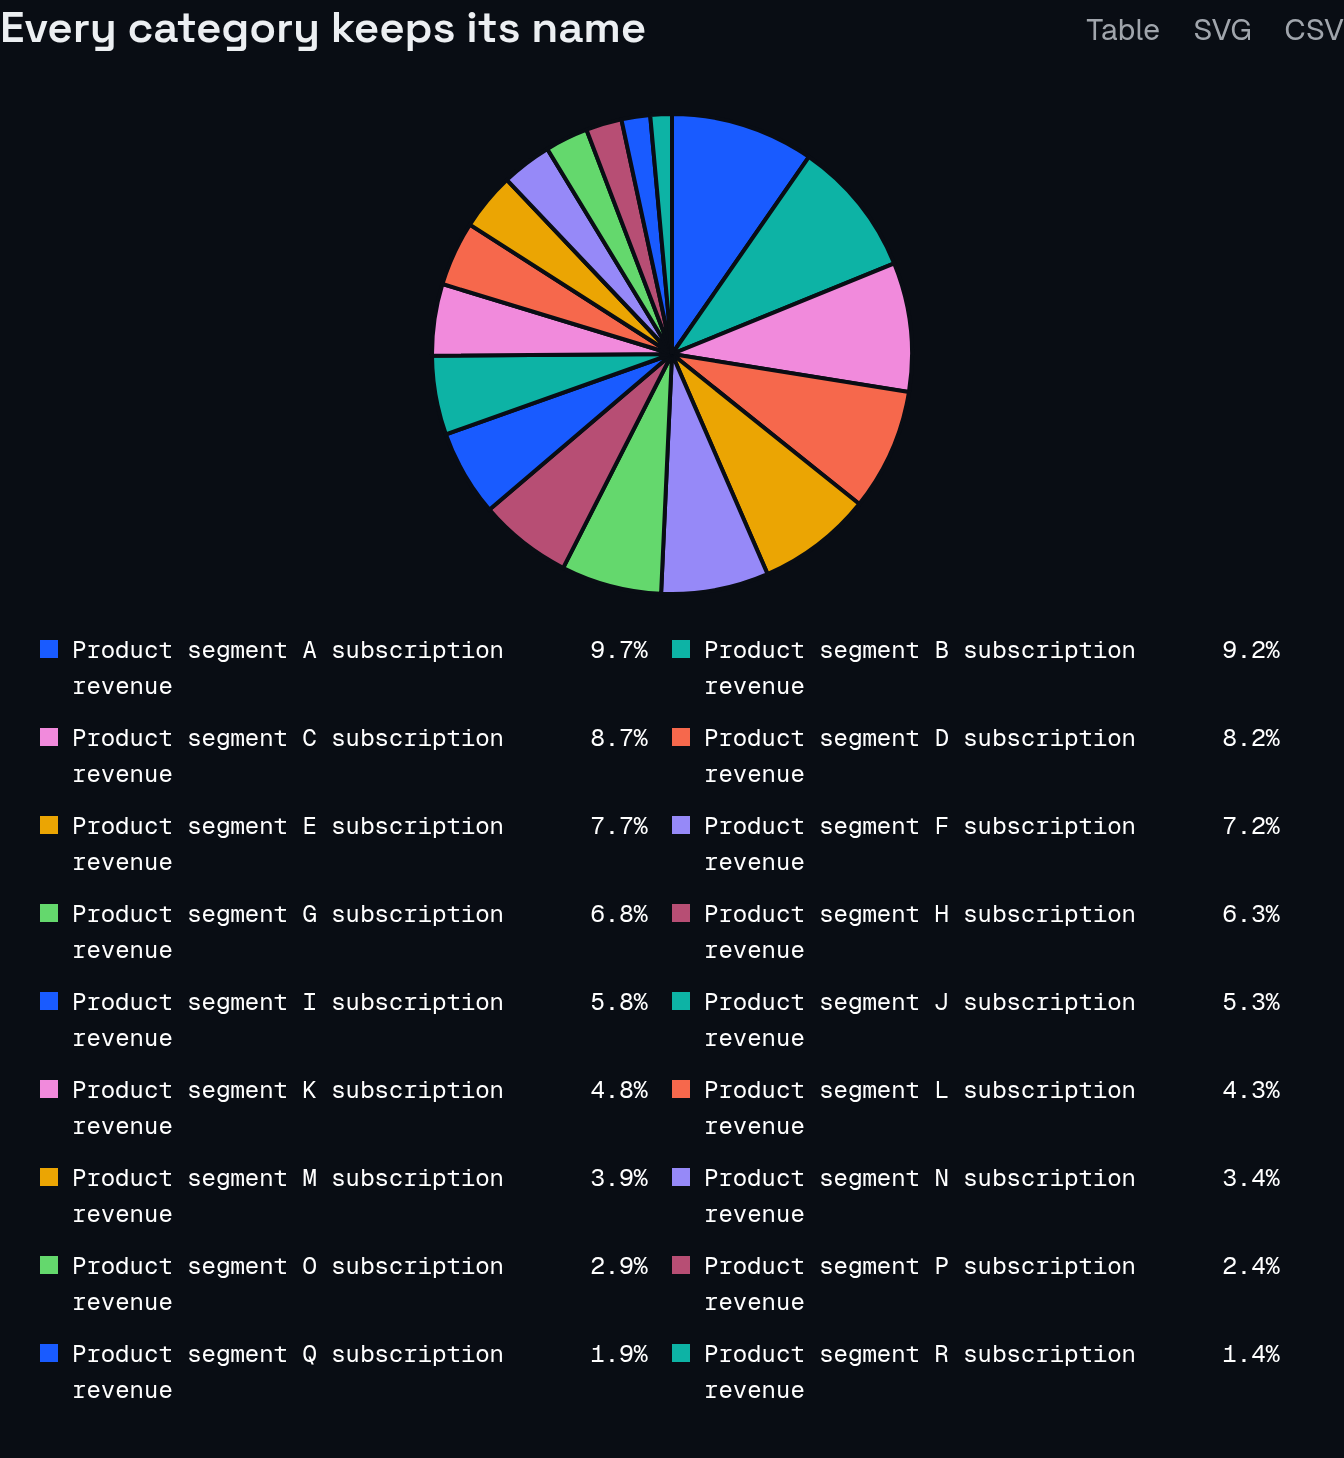 Every category keeps its name
Table SVG CSV
Product segment A subscription revenue 9.7%
Product segment B subscription revenue 9.2%
Product segment C subscription revenue 8.7%
Product segment D subscription revenue 8.2%
Product segment E subscription revenue 7.7%
Product segment F subscription revenue 7.2%
Product segment G subscription revenue 6.8%
Product segment H subscription revenue 6.3%
Product segment I subscription revenue 5.8%
Product segment J subscription revenue 5.3%
Product segment K subscription revenue 4.8%
Product segment L subscription revenue 4.3%
Product segment M subscription revenue 3.9%
Product segment N subscription revenue 3.4%
Product segment O subscription revenue 2.9%
Product segment P subscription revenue 2.4%
Product segment Q subscription revenue 1.9%
Product segment R subscription revenue 1.4%